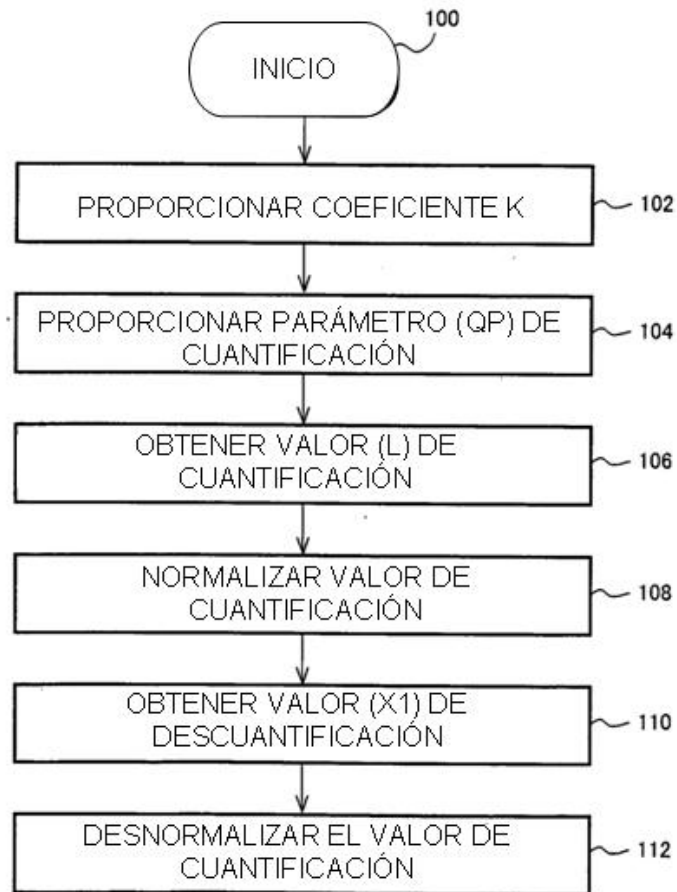 100
INICIO
PROPORCIONAR COEFICIENTE K
102
PROPORCIONAR PARÁMETRO (QP) DE
CUANTIFICACIÓN
104
OBTENER VALOR (L) DE
CUANTIFICACIÓN
106
NORMALIZAR VALOR DE
CUANTIFICACIÓN
108
OBTENER VALOR (X1) DE
DESCUANTIFICACIÓN
110
DESNORMALIZAR EL VALOR DE
CUANTIFICACIÓN
112